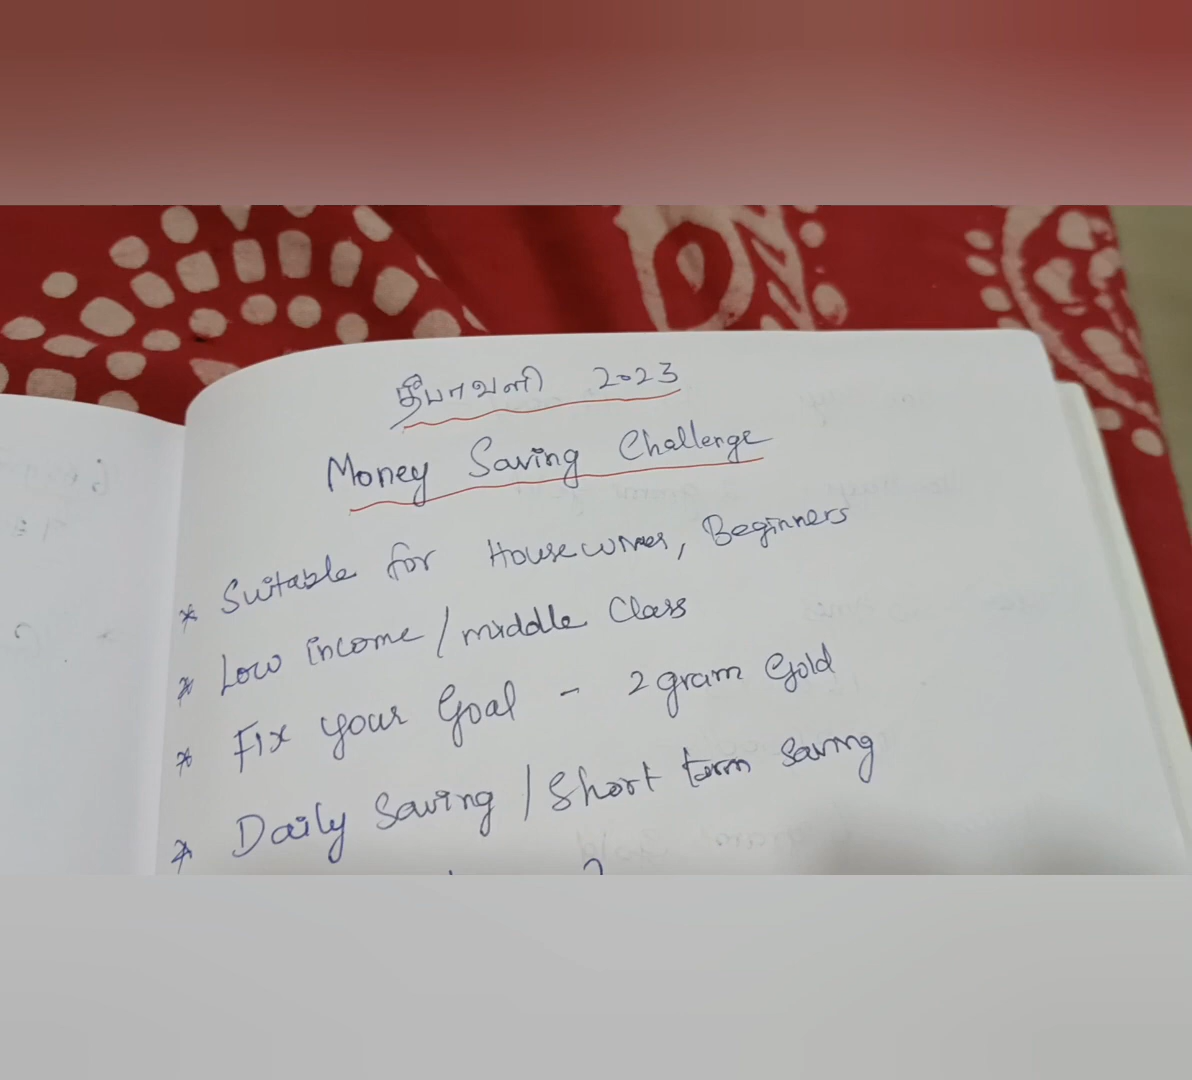 தீபாவளி 2023
Money Saving Challenge
* Suitable for Housewives, Beginners
* Low income / middle Class
* Fix your Goal - 2 gram Gold
* Daily Saving / Short term Saving